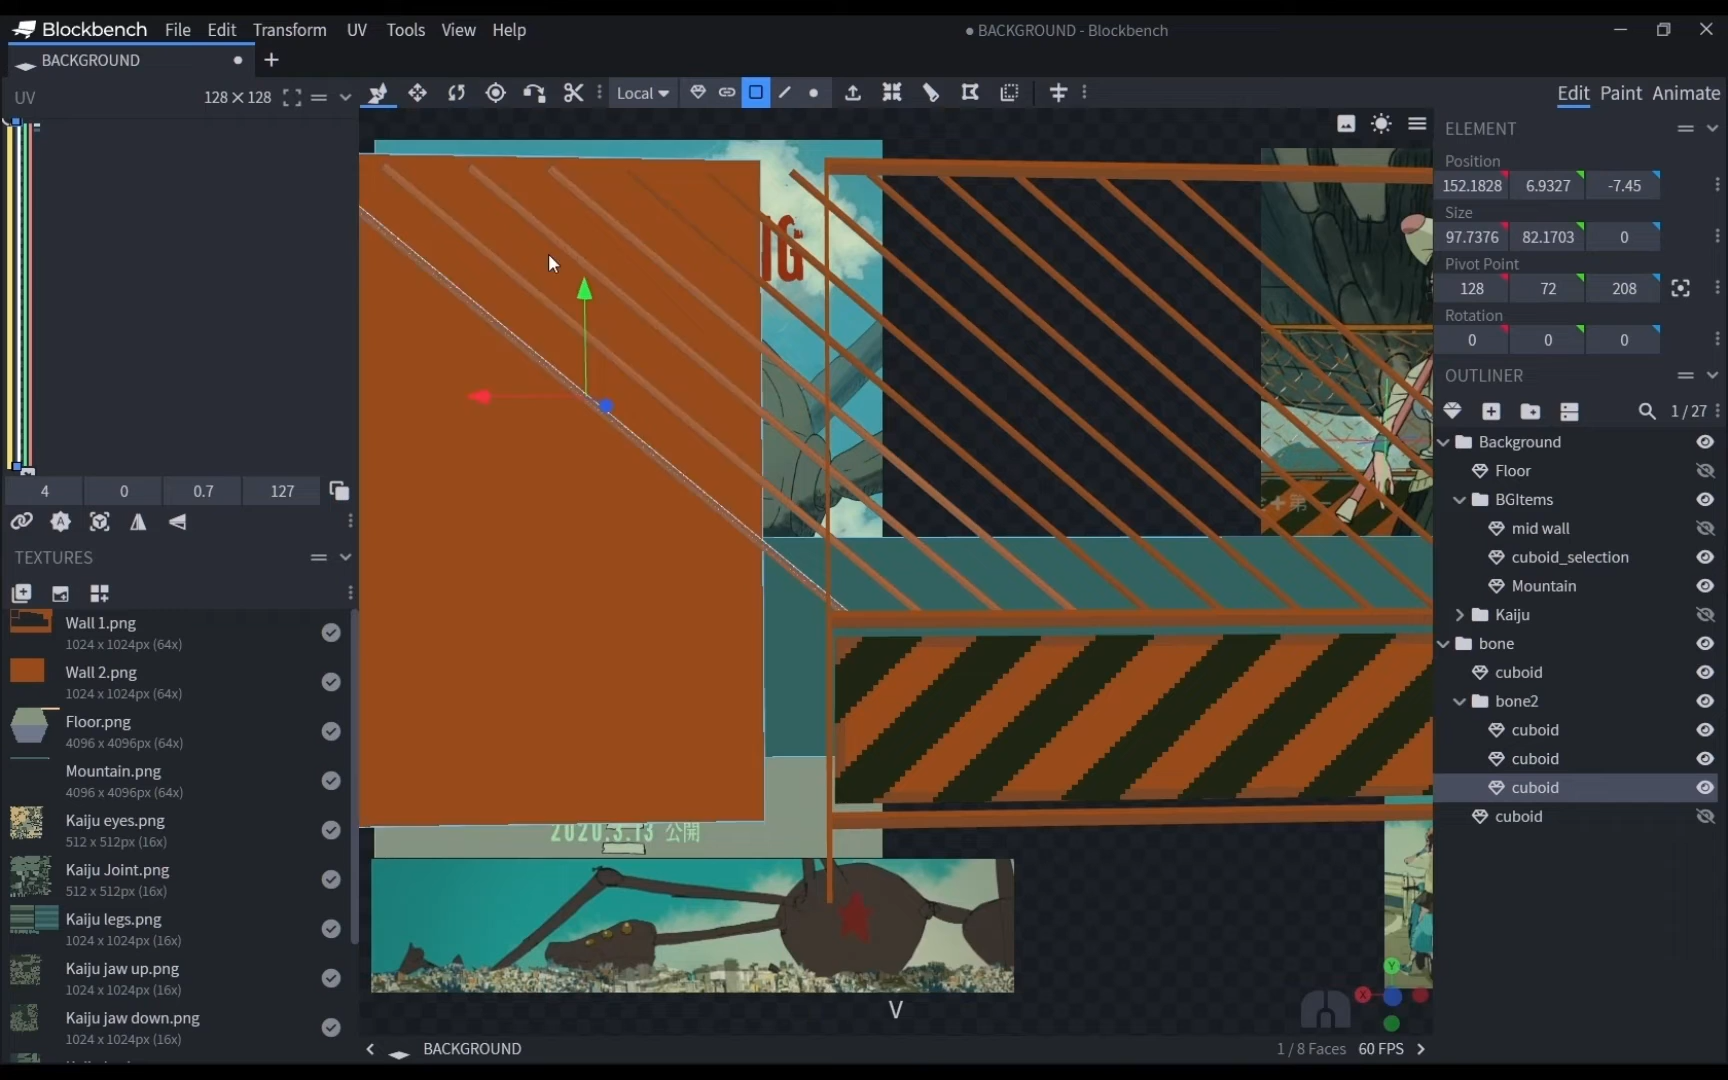 Blockbench File Edit Transform UV Tools View Help
BACKGROUND - Blockbench
BACKGROUND
UV 128×128
Local
Edit Paint Animate
ELEMENT
Position
152.1828 6.9327 -7.45
Size
97.7376 82.1703 0
Pivot Point
128 72 208
Rotation
0 0 0
OUTLINER
1/27
Background
Floor
BGItems
mid wall
cuboid_selection
Mountain
Kaiju
bone
cuboid
bone2
cuboid
cuboid
cuboid
cuboid
4 0 0.7 127
TEXTURES
Wall 1.png
1024 x 1024px (64x)
Wall 2.png
1024 x 1024px (64x)
Floor.png
4096 x 4096px (64x)
Mountain.png
4096 x 4096px (64x)
Kaiju eyes.png
512 x 512px (16x)
Kaiju Joint.png
512 x 512px (16x)
Kaiju legs.png
1024 x 1024px (16x)
Kaiju jaw up.png
1024 x 1024px (16x)
Kaiju jaw down.png
1024 x 1024px (16x)
2020.3.13 公開
V
Y
X
BACKGROUND
1 / 8 Faces 60 FPS